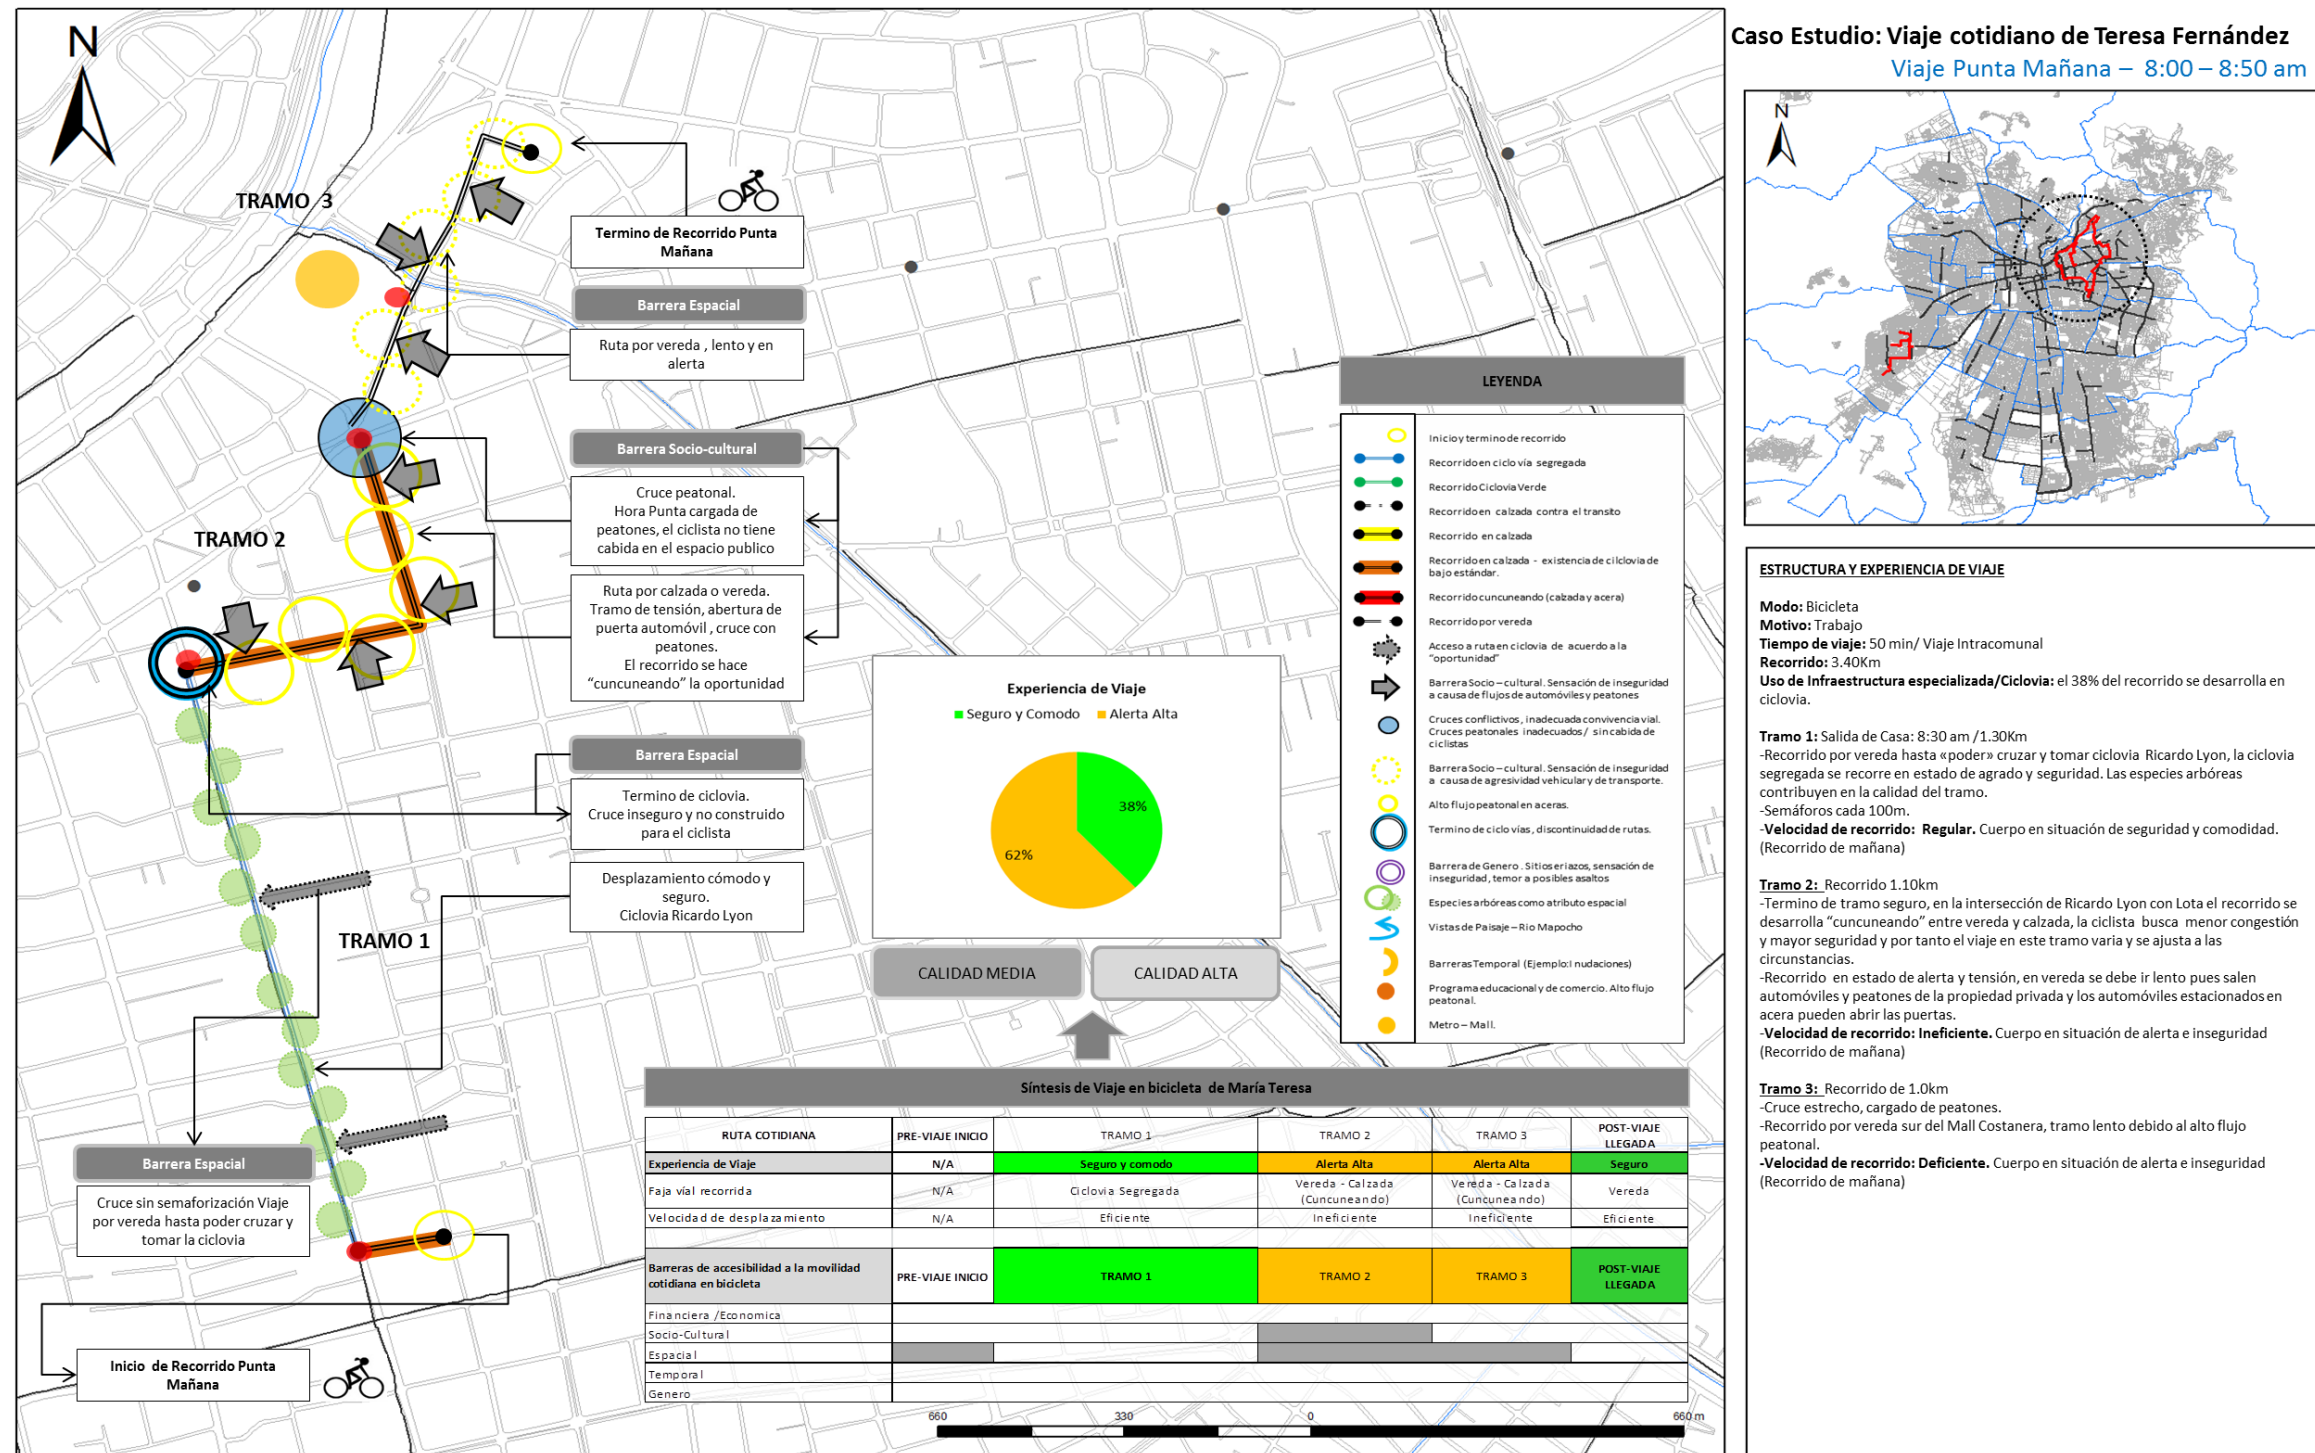 Caso Estudio: Viaje cotidiano de Teresa Fernández
Viaje Punta Mañana – 8:00 – 8:50 am
N
N
TRAMO 3
Termino de Recorrido Punta
Mañana
Barrera Espacial
Ruta por vereda , lento y en
alerta
Barrera Socio-cultural
Cruce peatonal.
Hora Punta cargada de
peatones, el ciclista no tiene
cabida en el espacio publico
TRAMO 2
Ruta por calzada o vereda.
Tramo de tensión, abertura de
puerta automóvil , cruce con
peatones.
El recorrido se hace
“cuncuneando” la oportunidad
Barrera Espacial
Termino de ciclovia.
Cruce inseguro y no construido
para el ciclista
Desplazamiento cómodo y
seguro.
Ciclovia Ricardo Lyon
TRAMO 1
Barrera Espacial
Cruce sin semaforización Viaje
por vereda hasta poder cruzar y
tomar la ciclovia
Inicio de Recorrido Punta
Mañana
Experiencia de Viaje
Seguro y Comodo
Alerta Alta
38%
62%
CALIDAD MEDIA
CALIDAD ALTA
LEYENDA
Inicio y termino de recorrido
Recorrido en ciclo vía segregada
Recorrido Ciclovia Verde
Recorrido en calzada contra el transito
Recorrido en calzada
Recorrido en calzada - existencia de cilclovia de
bajo estándar.
Recorrido cuncuneando (calzada y acera)
Recorrido por vereda
Acceso a ruta en ciclovia de acuerdo a la
“oportunidad”
Barrera Socio – cultural. Sensación de inseguridad
a causa de flujos de automóviles y peatones
Cruces conflictivos, inadecuada convivencia vial.
Cruces peatonales inadecuados/ sin cabida de
ciclistas
Barrera Socio – cultural. Sensación de inseguridad
a causa de agresividad vehicular y de transporte.
Alto flujo peatonal en aceras.
Termino de ciclo vías, discontinuidad de rutas.
Barrera de Genero . Sitios eriazos, sensación de
inseguridad, temor a posibles asaltos
Especies arbóreas como atributo espacial
Vistas de Paisaje – Rio Mapocho
Barreras Temporal (Ejemplo:I nudaciones)
Programa educacional y de comercio. Alto flujo
peatonal.
Metro – Mall.
Síntesis de Viaje en bicicleta de María Teresa
RUTA COTIDIANA PRE-VIAJE INICIO TRAMO 1 TRAMO 2 TRAMO 3 POST-VIAJE LLEGADA
Experiencia de Viaje N/A Seguro y comodo Alerta Alta Alerta Alta Seguro
Faja víal recorrida N/A Ciclovia Segregada Vereda - Calzada (Cuncuneando) Vereda - Calzada (Cuncuneando) Vereda
Velocidad de desplazamiento N/A Eficiente Ineficiente Ineficiente Eficiente
Barreras de accesibilidad a la movilidad cotidiana en bicicleta PRE-VIAJE INICIO TRAMO 1 TRAMO 2 TRAMO 3 POST-VIAJE LLEGADA
Financiera /Economica
Socio-Cultural
Espacial
Temporal
Genero
660 330 0 660 m
ESTRUCTURA Y EXPERIENCIA DE VIAJE
Modo: Bicicleta
Motivo: Trabajo
Tiempo de viaje: 50 min/ Viaje Intracomunal
Recorrido: 3.40Km
Uso de Infraestructura especializada/Ciclovia: el 38% del recorrido se desarrolla en
ciclovia.
Tramo 1: Salida de Casa: 8:30 am /1.30Km
-Recorrido por vereda hasta «poder» cruzar y tomar ciclovia Ricardo Lyon, la ciclovia
segregada se recorre en estado de agrado y seguridad. Las especies arbóreas
contribuyen en la calidad del tramo.
-Semáforos cada 100m.
-Velocidad de recorrido: Regular. Cuerpo en situación de seguridad y comodidad.
(Recorrido de mañana)
Tramo 2: Recorrido 1.10km
-Termino de tramo seguro, en la intersección de Ricardo Lyon con Lota el recorrido se
desarrolla “cuncuneando” entre vereda y calzada, la ciclista busca menor congestión
y mayor seguridad y por tanto el viaje en este tramo varia y se ajusta a las
circunstancias.
-Recorrido en estado de alerta y tensión, en vereda se debe ir lento pues salen
automóviles y peatones de la propiedad privada y los automóviles estacionados en
acera pueden abrir las puertas.
-Velocidad de recorrido: Ineficiente. Cuerpo en situación de alerta e inseguridad
(Recorrido de mañana)
Tramo 3: Recorrido de 1.0km
-Cruce estrecho, cargado de peatones.
-Recorrido por vereda sur del Mall Costanera, tramo lento debido al alto flujo
peatonal.
-Velocidad de recorrido: Deficiente. Cuerpo en situación de alerta e inseguridad
(Recorrido de mañana)